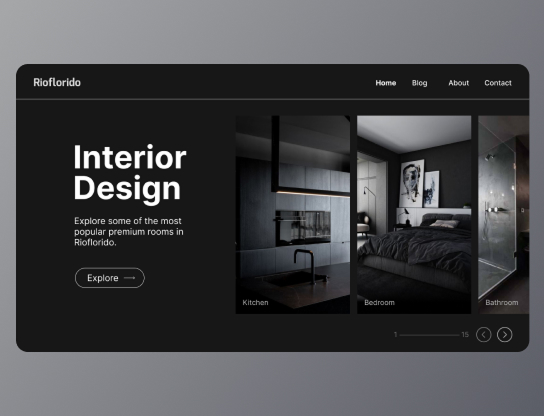 Rioflorido
Home Blog About Contact
Interior
Design
Explore some of the most
popular premium rooms in
Rioflorido.
Explore
Kitchen
Bedroom
Bathroom
1 15